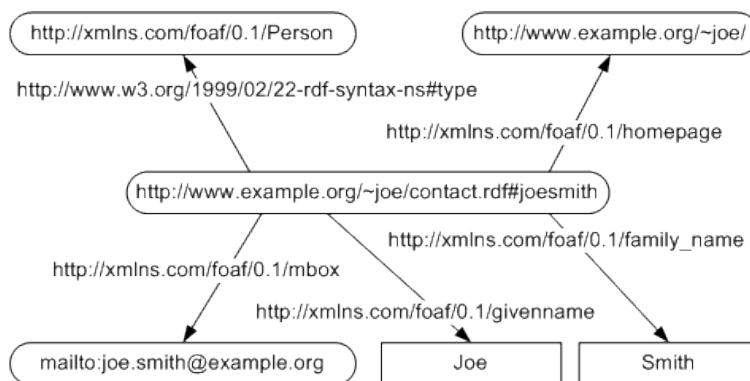 http://xmlns.com/foaf/0.1/Person
http://www.example.org/~joe/
http://www.w3.org/1999/02/22-rdf-syntax-ns#type
http://xmlns.com/foaf/0.1/homepage
http://www.example.org/~joe/contact.rdf#joesmith
http://xmlns.com/foaf/0.1/family_name
http://xmlns.com/foaf/0.1/mbox
http://xmlns.com/foaf/0.1/givenname
mailto:joe.smith@example.org
Joe
Smith